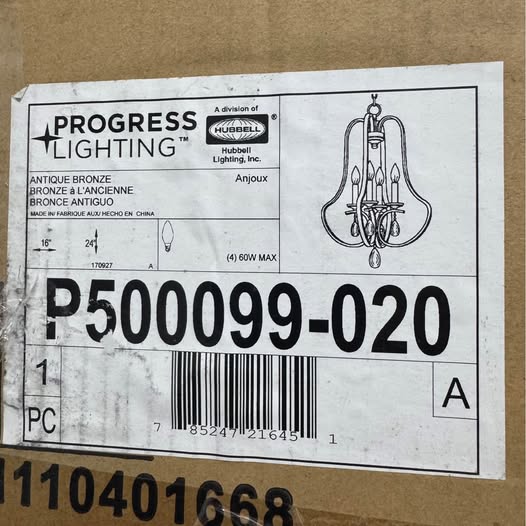 PROGRESS
LIGHTING™
A division of
HUBBELL®
Hubbell
Lighting, Inc.
ANTIQUE BRONZE
BRONZE à L'ANCIENNE
BRONCE ANTIGUO
Anjoux
MADE IN/ FABRIQUE AUX/ HECHO EN CHINA
16"
24"
170927 A
(4) 60W MAX
P500099-020
1
PC
A
7 85247 21645 1
1110401668